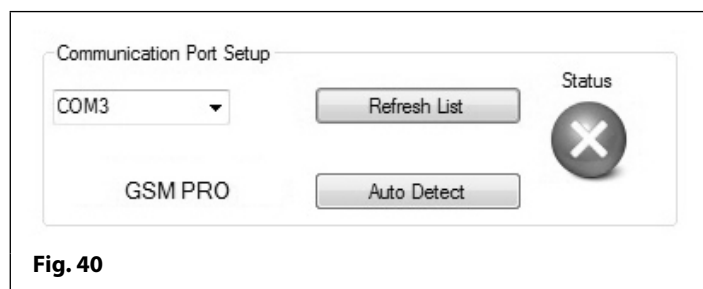 Communication Port Setup
Status
COM3
Refresh List
GSM PRO
Auto Detect
Fig. 40